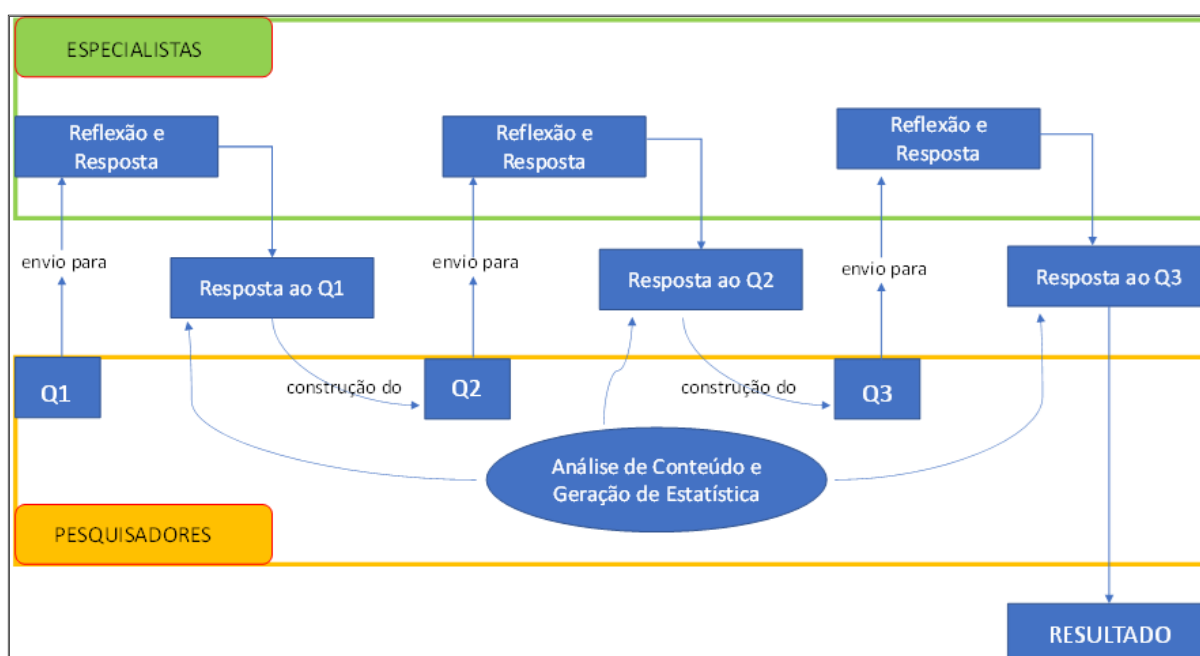 ESPECIALISTAS
Reflexão e
Resposta
Reflexão e
Resposta
Reflexão e
Resposta
envio para
envio para
envio para
Resposta ao Q1
Resposta ao Q2
Resposta ao Q3
Q1
construção do
Q2
construção do
Q3
Análise de Conteúdo e
Geração de Estatística
PESQUISADORES
RESULTADO